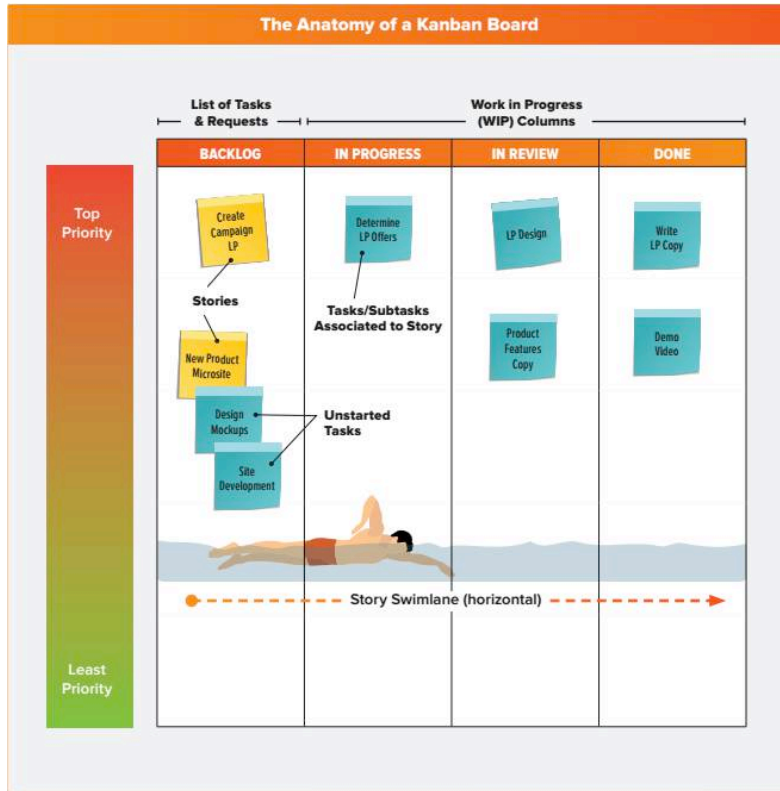 The Anatomy of a Kanban Board
List of Tasks
& Requests
Work in Progress
(WIP) Columns
BACKLOG
IN PROGRESS
IN REVIEW
DONE
Top
Priority
Create
Campaign
LP
Determine
LP Offers
LP Design
Write
LP Copy
Stories
Tasks/Subtasks
Associated to Story
New Product
Microsite
Product
Features
Copy
Demo
Video
Design
Mockups
Unstarted
Tasks
Site
Development
Story Swimlane (horizontal)
Least
Priority